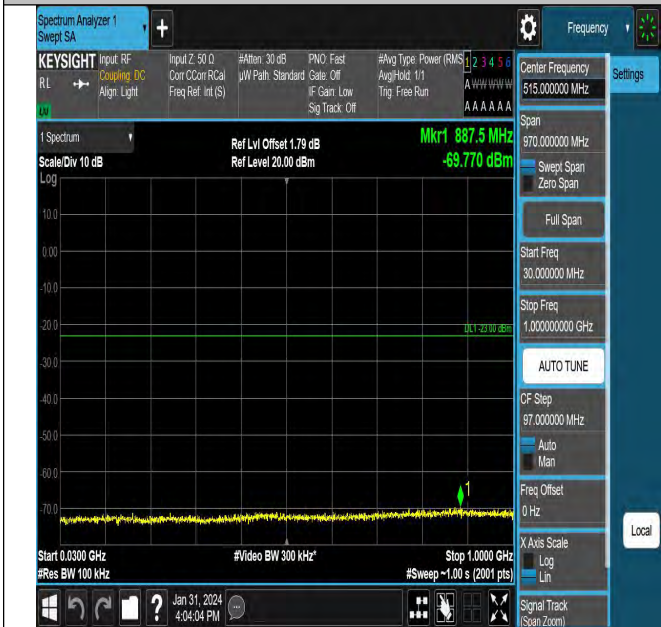 Spectrum Analyzer 1
Swept SA
+
Frequency
KEYSIGHT
RL
Input: RF
Coupling: DC
Align: Light
Input Z: 50 Ω
Corr CCorr RCal
Freq Ref: Int (S)
#Atten: 30 dB
µW Path: Standard
PNO: Fast
Gate: Off
IF Gain: Low
Sig Track: Off
#Avg Type: Power (RMS
Avg|Hold: 1/1
Trig: Free Run
1 2 3 4 5 6
A W W W W W
A A A A A A
1 Spectrum
Scale/Div 10 dB
Log
Ref Lvl Offset 1.79 dB
Ref Level 20.00 dBm
Mkr1 887.5 MHz
-69.770 dBm
10.0
0.00
-10.0
-20.0
DL1 -23.00 dBm
-30.0
-40.0
-50.0
-60.0
-70.0
1
Start 0.0300 GHz
#Res BW 100 kHz
#Video BW 300 kHz*
Stop 1.0000 GHz
#Sweep ~1.00 s (2001 pts)
Center Frequency
515.000000 MHz
Settings
Span
970.000000 MHz
Swept Span
Zero Span
Full Span
Start Freq
30.000000 MHz
Stop Freq
1.000000000 GHz
AUTO TUNE
CF Step
97.000000 MHz
Auto
Man
Freq Offset
0 Hz
X Axis Scale
Log
Lin
Signal Track
(Span Zoom)
Local
?
Jan 31, 2024
4:04:04 PM